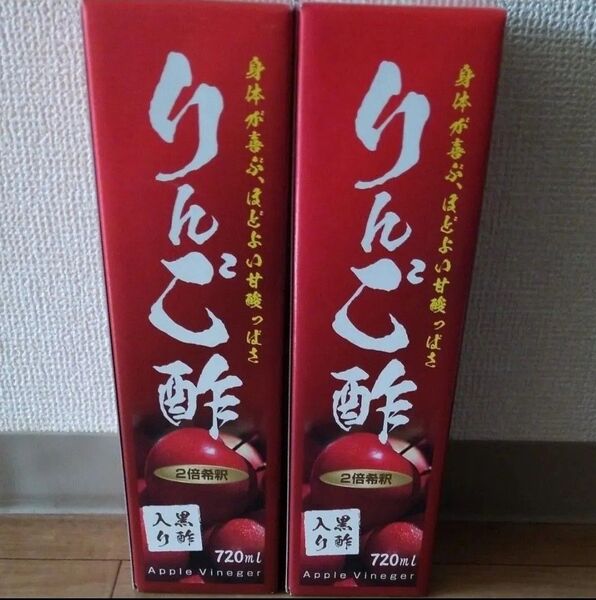 身体が喜ぶ、ほどよい甘酸っぱさ
りんご酢
2倍希釈
黒酢
入り
720ml
Apple Vineger
身体が喜ぶ、ほどよい甘酸っぱさ
りんご酢
2倍希釈
黒酢
入り
720ml
Apple Vineger